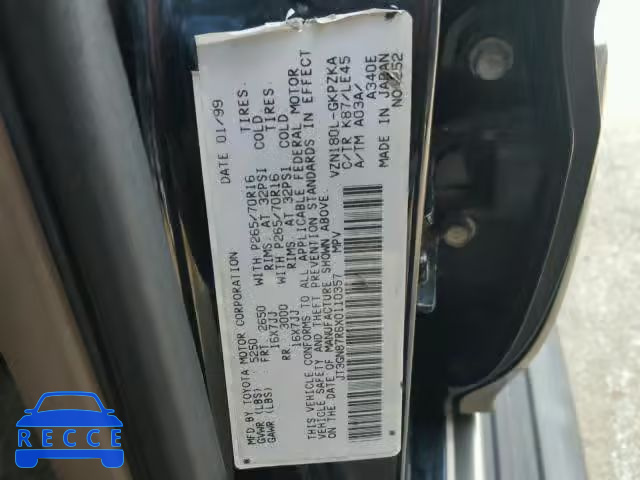 MFD. BY TOYOTA MOTOR CORPORATION DATE 01/99
GVWR (LBS) 5250
GAWR (LBS) FR 2650 WITH P265/70R16 TIRES.
16X7JJ RIMS. AT 32PSI COLD
RR 3000 WITH P265/70R16 TIRES.
16X7JJ RIMS. AT 32PSI COLD
THIS VEHICLE CONFORMS TO ALL APPLICABLE FEDERAL MOTOR
VEHICLE SAFETY AND THEFT PREVENTION STANDARDS IN EFFECT
ON THE DATE OF MANUFACTURE SHOWN ABOVE.
JT3GN87R6X0110357 MPV
VZN180L-GKPZKA
C/TR K87/LE45
A/TM A03A/ A340E
MADE IN JAPAN
RECCE